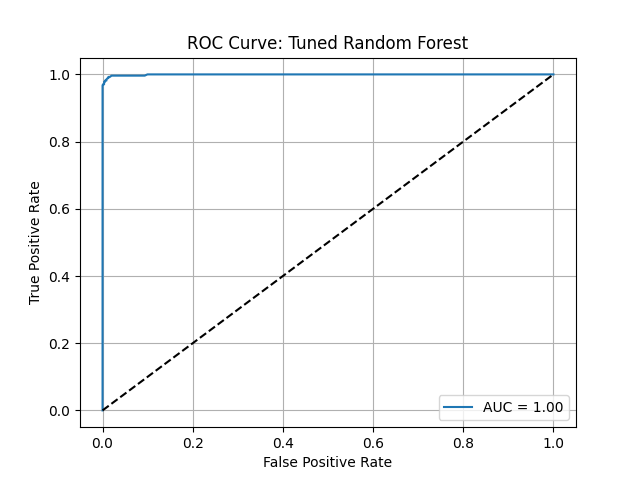 ROC Curve: Tuned Random Forest
1.0
0.8
0.6
0.4
0.2
0.0
True Positive Rate
AUC = 1.00
0.0 0.2 0.4 0.6 0.8 1.0
False Positive Rate